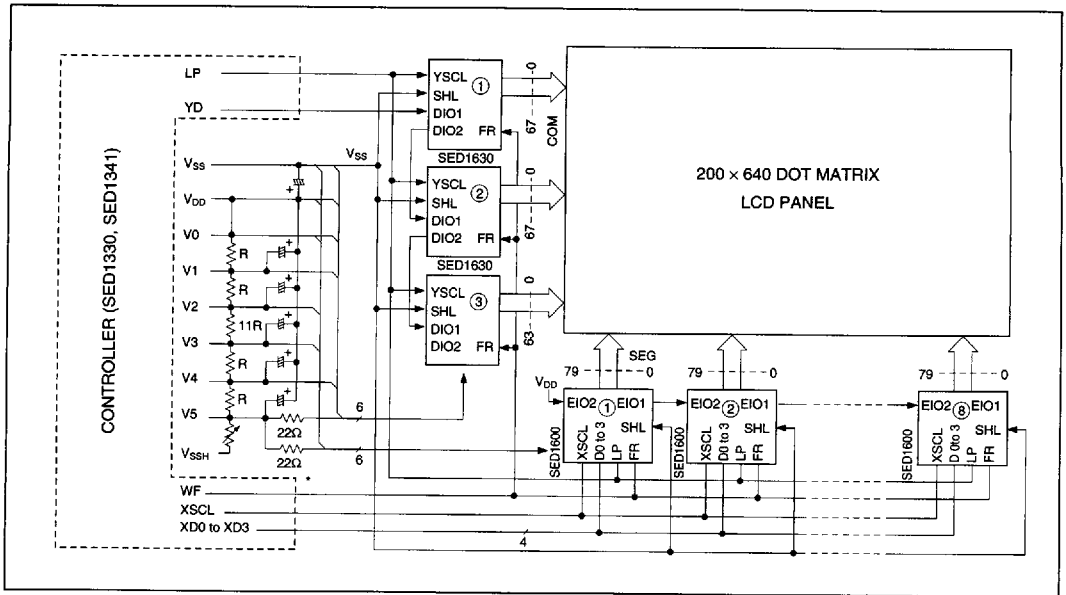 CONTROLLER (SED1330, SED1341)
LP
YD
VSS
VDD
V0
V1
V2
V3
V4
V5
VSSH
R
R
11R
R
R
+
+
+
+
+
+
22Ω
22Ω
6
6
VSS
WF
XSCL
XD0 to XD3
4
YSCL ①
SHL
DIO1
DIO2 FR
SED1630
YSCL ②
SHL
DIO1
DIO2 FR
SED1630
YSCL ③
SHL
DIO1
DIO2 FR
67 0
COM
67 0
63 0
200 × 640 DOT MATRIX
LCD PANEL
SEG
79 0
VDD
EIO2 ① EIO1
SHL
XSCL
D0 to 3
LP
FR
SED1600
79 0
EIO2 ② EIO1
SHL
XSCL
D0 to 3
LP
FR
SED1600
79 0
EIO2 ⑧ EIO1
SHL
XSCL
D 0to 3
LP
FR
SED1600